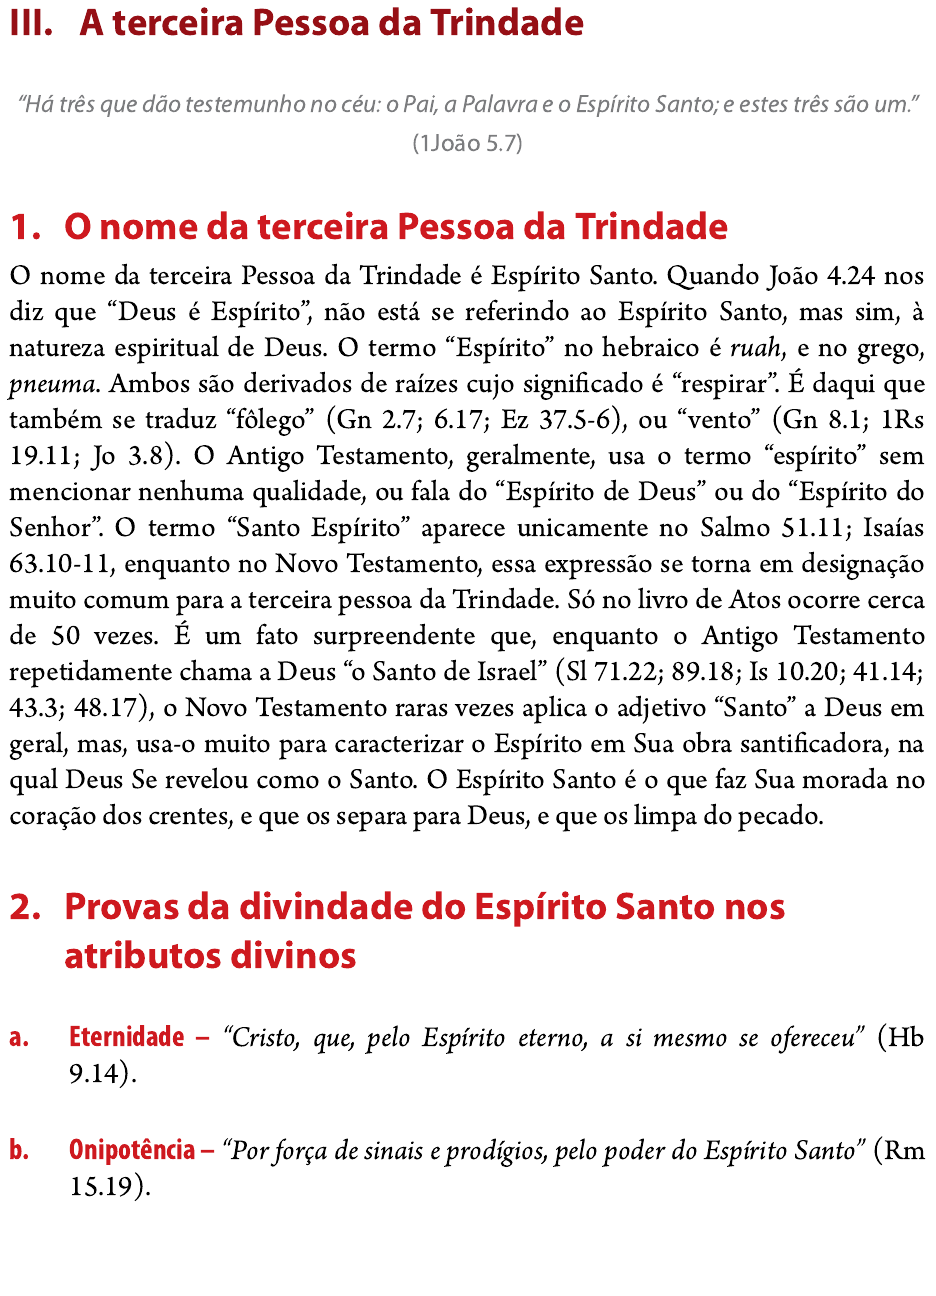 III. A terceira Pessoa da Trindade
“Há três que dão testemunho no céu: o Pai, a Palavra e o Espírito Santo; e estes três são um.”
(1João 5.7)
1. O nome da terceira Pessoa da Trindade
O nome da terceira Pessoa da Trindade é Espírito Santo. Quando João 4.24 nos
diz que “Deus é Espírito”, não está se referindo ao Espírito Santo, mas sim, à
natureza espiritual de Deus. O termo “Espírito” no hebraico é ruah, e no grego,
pneuma. Ambos são derivados de raízes cujo significado é “respirar”. É daqui que
também se traduz “fôlego” (Gn 2.7; 6.17; Ez 37.5-6), ou “vento” (Gn 8.1; 1Rs
19.11; Jo 3.8). O Antigo Testamento, geralmente, usa o termo “espírito” sem
mencionar nenhuma qualidade, ou fala do “Espírito de Deus” ou do “Espírito do
Senhor”. O termo “Santo Espírito” aparece unicamente no Salmo 51.11; Isaías
63.10-11, enquanto no Novo Testamento, essa expressão se torna em designação
muito comum para a terceira pessoa da Trindade. Só no livro de Atos ocorre cerca
de 50 vezes. É um fato surpreendente que, enquanto o Antigo Testamento
repetidamente chama a Deus “o Santo de Israel” (Sl 71.22; 89.18; Is 10.20; 41.14;
43.3; 48.17), o Novo Testamento raras vezes aplica o adjetivo “Santo” a Deus em
geral, mas, usa-o muito para caracterizar o Espírito em Sua obra santificadora, na
qual Deus Se revelou como o Santo. O Espírito Santo é o que faz Sua morada no
coração dos crentes, e que os separa para Deus, e que os limpa do pecado.
2. Provas da divindade do Espírito Santo nos
atributos divinos
a. Eternidade – “Cristo, que, pelo Espírito eterno, a si mesmo se ofereceu” (Hb
9.14).
b. Onipotência – “Por força de sinais e prodígios, pelo poder do Espírito Santo” (Rm
15.19).